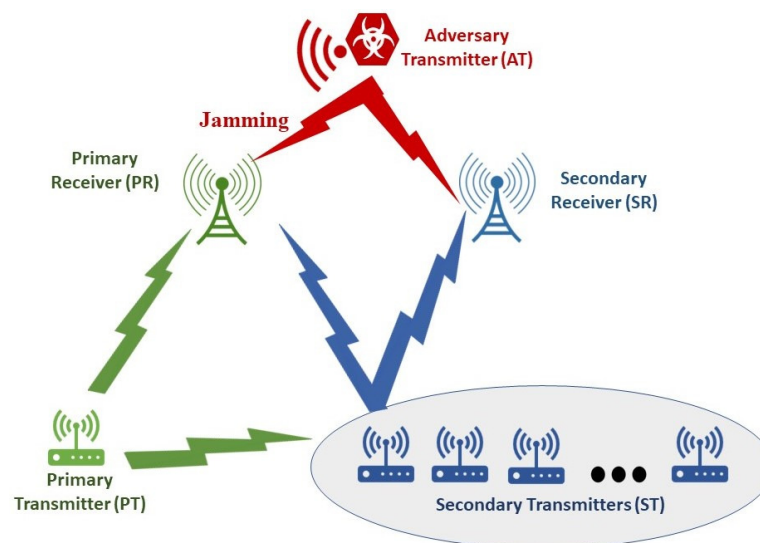 Adversary
Transmitter (AT)
Jamming
Primary
Receiver (PR)
Secondary
Receiver (SR)
Primary
Transmitter (PT)
Secondary Transmitters (ST)